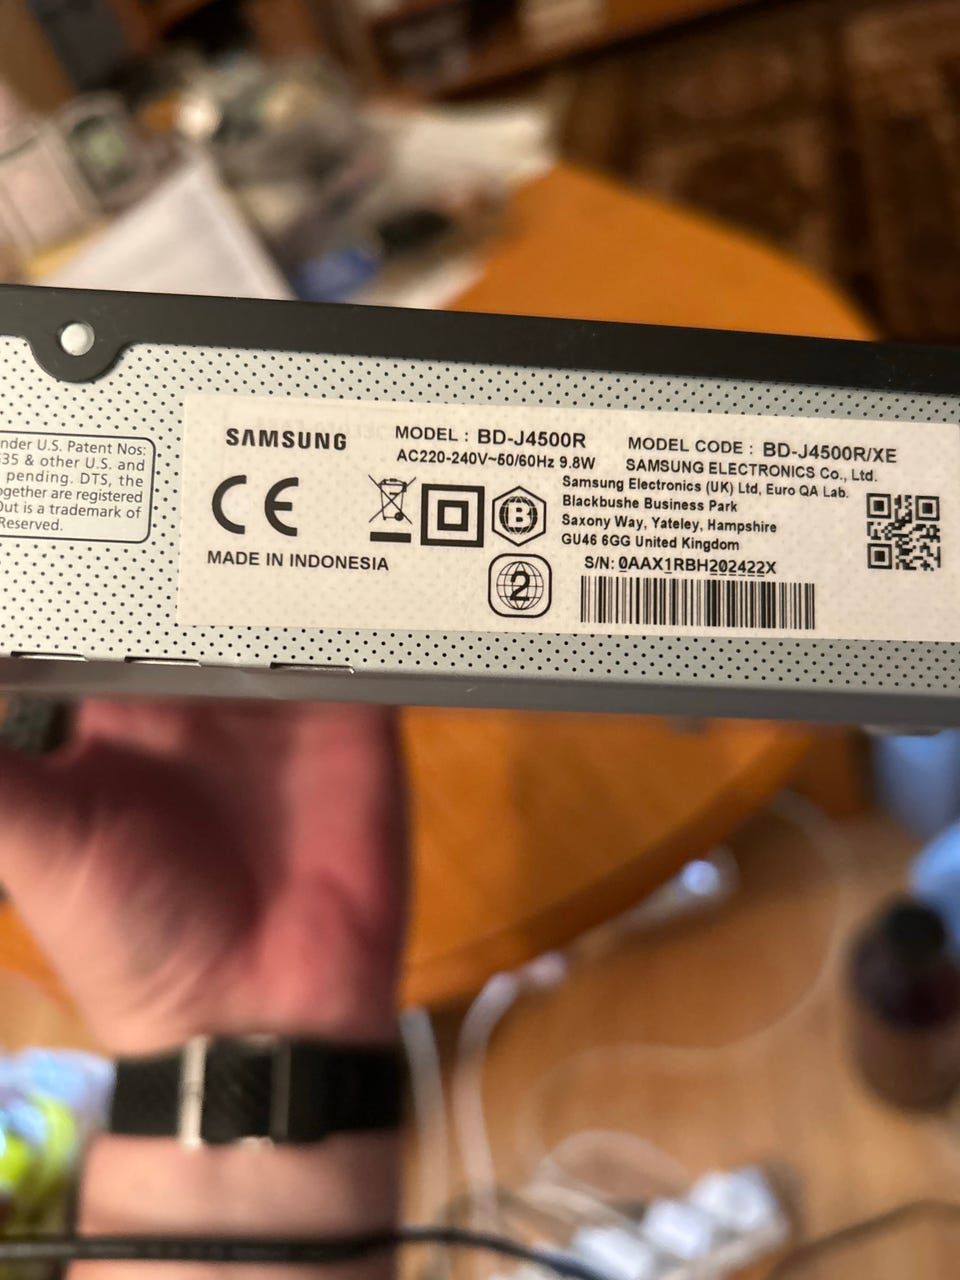 nder U.S. Patent Nos:
535 & other U.S. and
pending. DTS, the
ogether are registered
Out is a trademark of
Reserved.
SAMSUNG
MODEL : BD-J4500R
AC220-240V~50/60Hz 9.8W
MADE IN INDONESIA
B
2
MODEL CODE : BD-J4500R/XE
SAMSUNG ELECTRONICS Co., Ltd.
Samsung Electronics (UK) Ltd, Euro QA Lab.
Blackbushe Business Park
Saxony Way, Yateley, Hampshire
GU46 6GG United Kingdom
S/N: 0AAX1RBH202422X